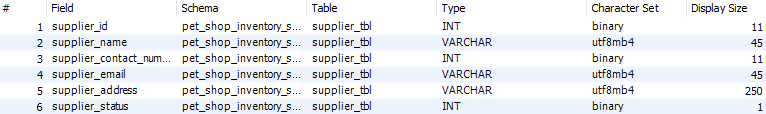 # Field Schema Table Type Character Set Display Size
1 supplier_id pet_shop_inventory_s... supplier_tbl INT binary 11
2 supplier_name pet_shop_inventory_s... supplier_tbl VARCHAR utf8mb4 45
3 supplier_contact_num... pet_shop_inventory_s... supplier_tbl INT binary 11
4 supplier_email pet_shop_inventory_s... supplier_tbl VARCHAR utf8mb4 45
5 supplier_address pet_shop_inventory_s... supplier_tbl VARCHAR utf8mb4 250
6 supplier_status pet_shop_inventory_s... supplier_tbl INT binary 1